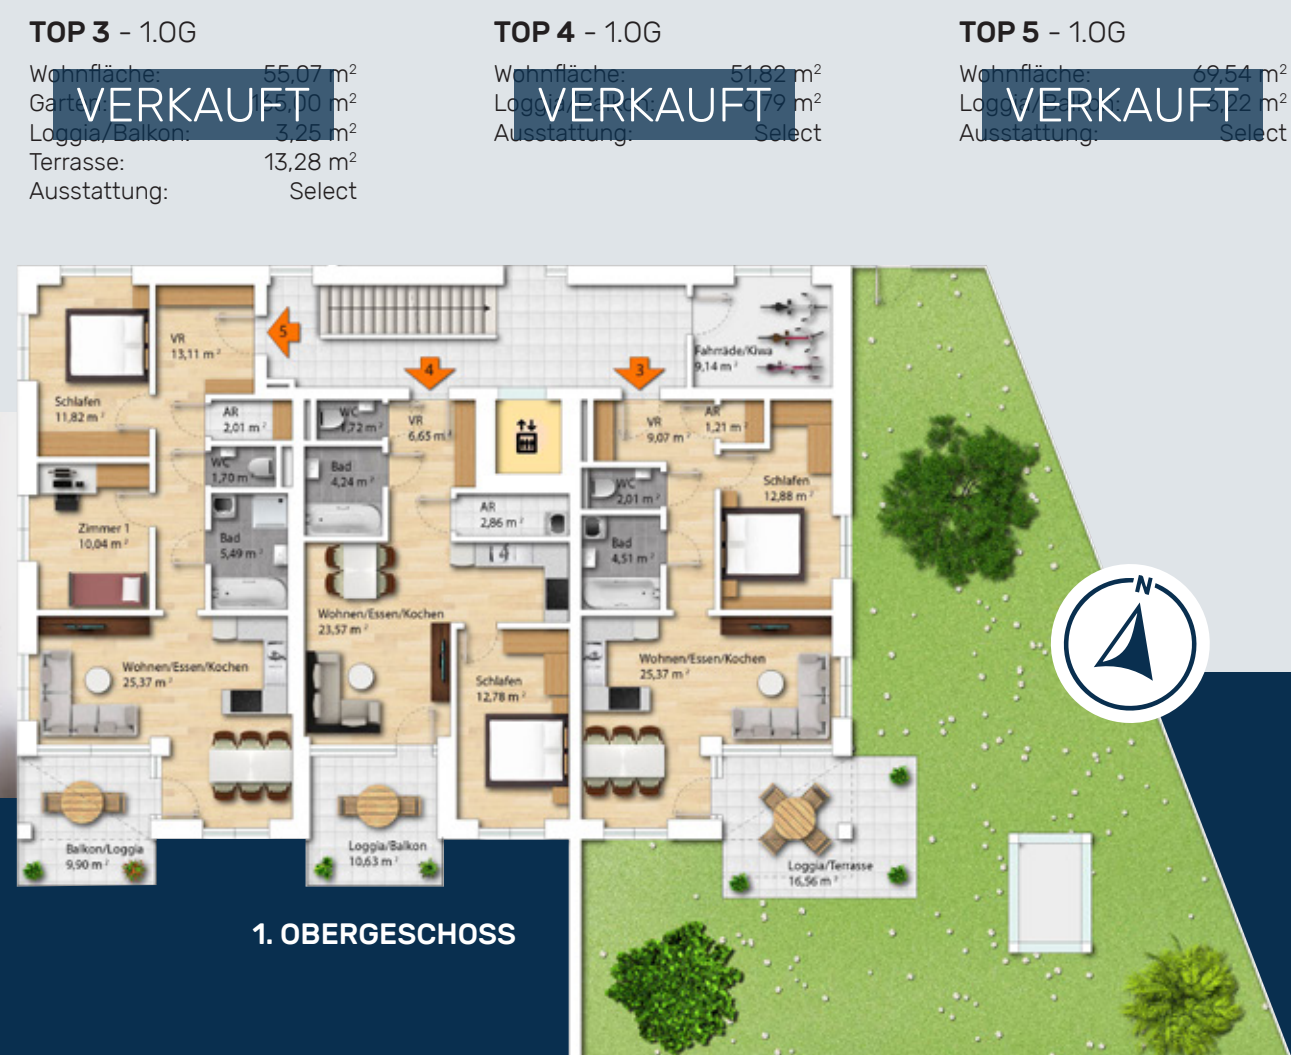 TOP 3 - 1.OG
Wohnfläche: 55,07 m²
Garten: m²
Loggia/Balkon: 3,25 m²
Terrasse: 13,28 m²
Ausstattung: Select
VERKAUFT
TOP 4 - 1.OG
Wohnfläche: 51,82 m²
Loggia/Balkon: 6,79 m²
Ausstattung: Select
VERKAUFT
TOP 5 - 1.OG
Wohnfläche: 69,54 m²
Loggia/Balkon: m²
Ausstattung: Select
VERKAUFT
5
4
3
VR
13,11 m²
Schlafen
11,82 m²
AR
2,01 m²
WC
1,70 m²
Zimmer 1
10,04 m²
Bad
5,49 m²
Wohnen/Essen/Kochen
25,37 m²
Balkon/Loggia
9,90 m²
WC
1,72 m²
VR
6,65 m²
Bad
4,24 m²
AR
2,86 m²
Wohnen/Essen/Kochen
23,57 m²
Schlafen
12,78 m²
Loggia/Balkon
10,63 m²
Fahrräde/Kiwa
9,14 m²
VR
9,07 m²
AR
1,21 m²
WC
2,01 m²
Schlafen
12,88 m²
Bad
4,51 m²
Wohnen/Essen/Kochen
25,37 m²
Loggia/Terrasse
16,56 m²
N
1. OBERGESCHOSS